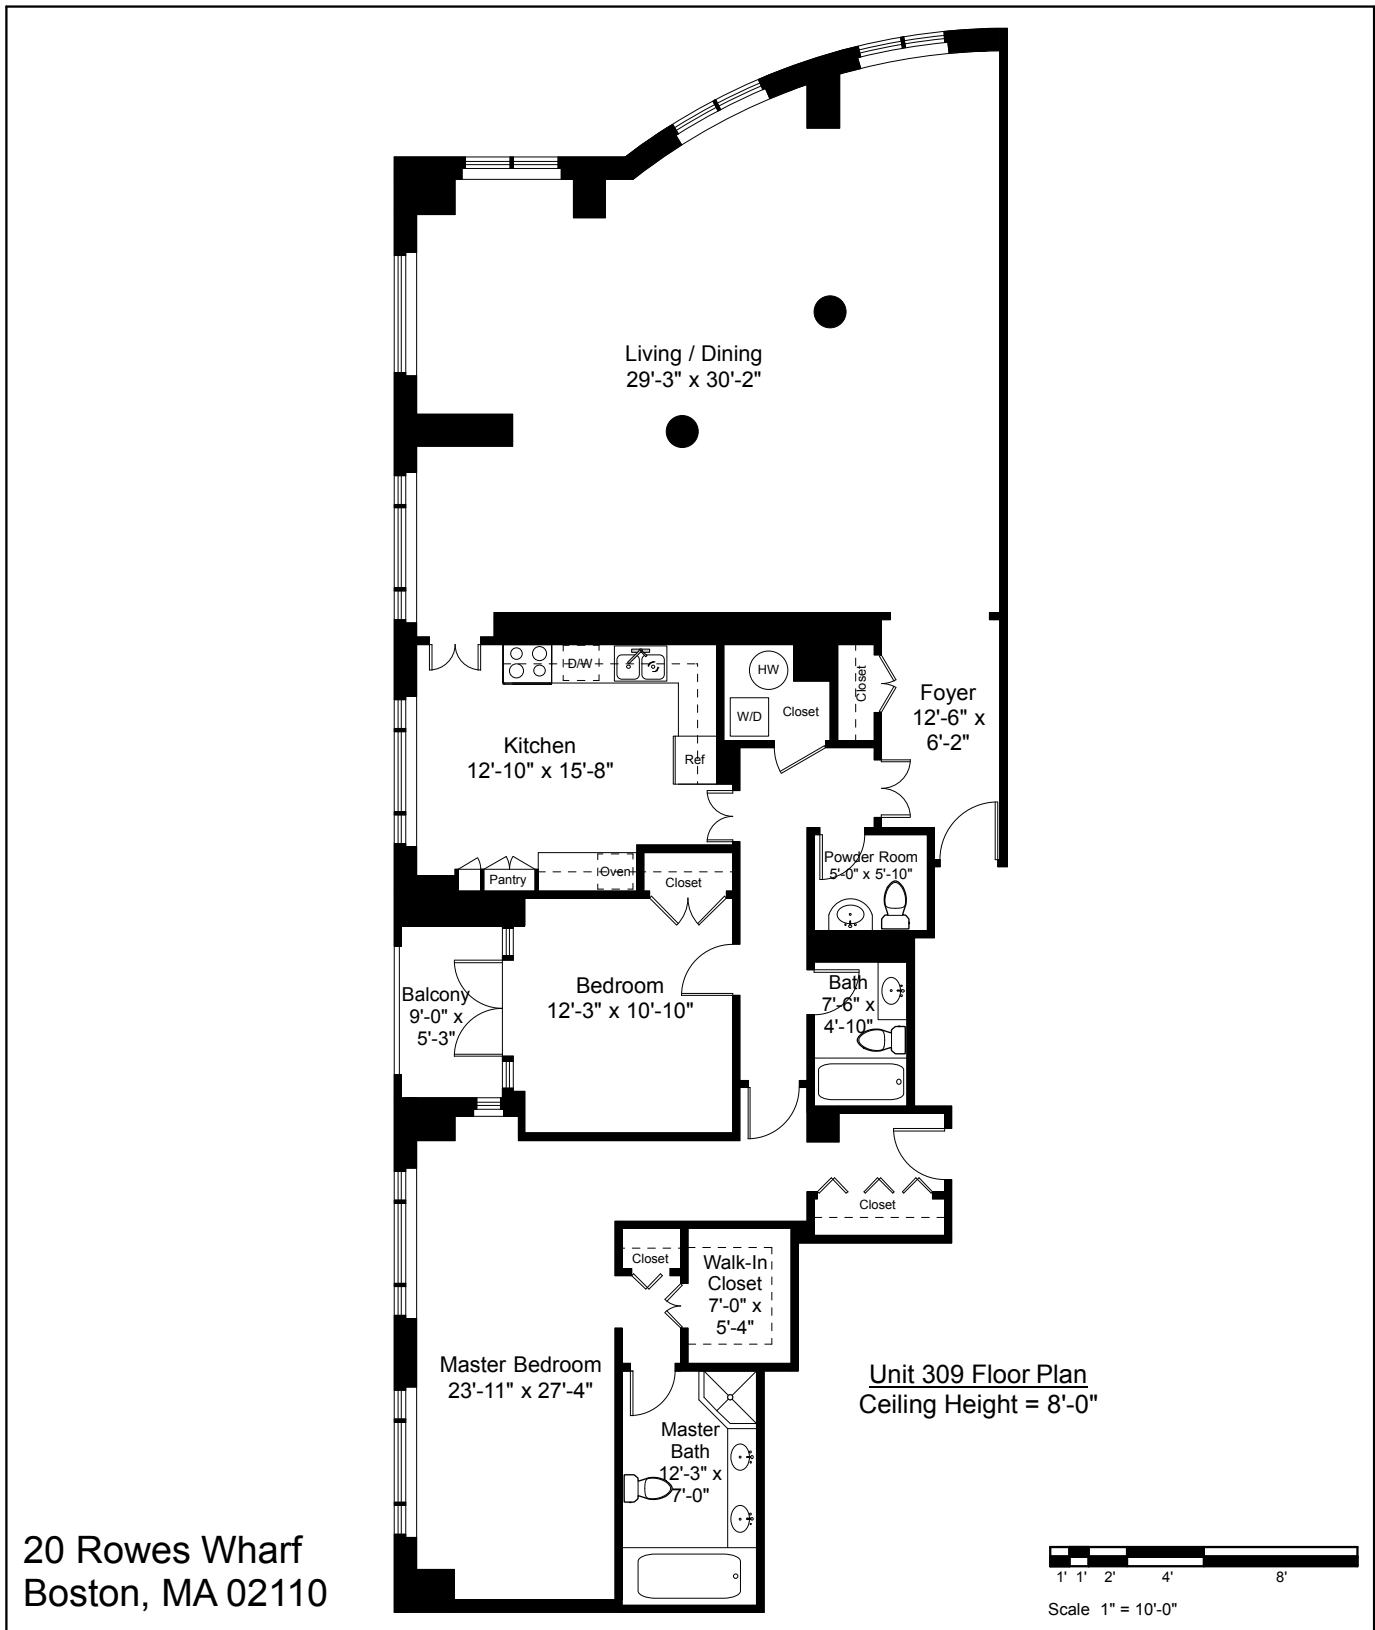 Living / Dining
29'-3" x 30'-2"
D/W
HW
W/D
Closet
Closet
Foyer
12'-6" x
6'-2"
Kitchen
12'-10" x 15'-8"
Ref
Pantry
Oven
Closet
Powder Room
5'-0" x 5'-10"
Balcony
9'-0" x
5'-3"
Bedroom
12'-3" x 10'-10"
Bath
7'-6" x
4'-10"
Closet
Closet
Walk-In
Closet
7'-0" x
5'-4"
Master Bedroom
23'-11" x 27'-4"
Master
Bath
12'-3" x
7'-0"
Unit 309 Floor Plan
Ceiling Height = 8'-0"
20 Rowes Wharf
Boston, MA 02110
1' 1' 2' 4' 8'
Scale 1" = 10'-0"